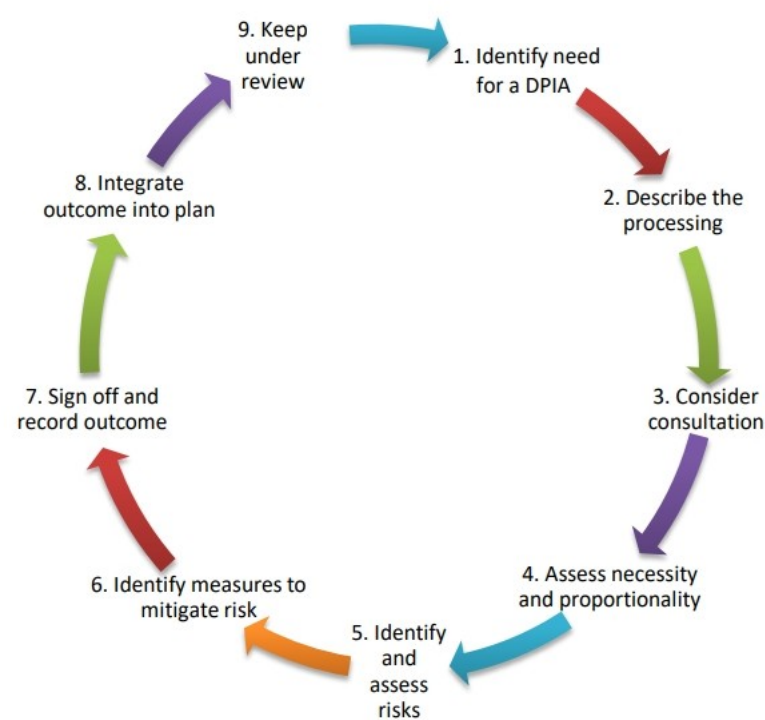 9. Keep
under
review
1. Identify need
for a DPIA
2. Describe the
processing
3. Consider
consultation
4. Assess necessity
and proportionality
5. Identify
and
assess
risks
6. Identify measures to
mitigate risk
7. Sign off and
record outcome
8. Integrate
outcome into plan